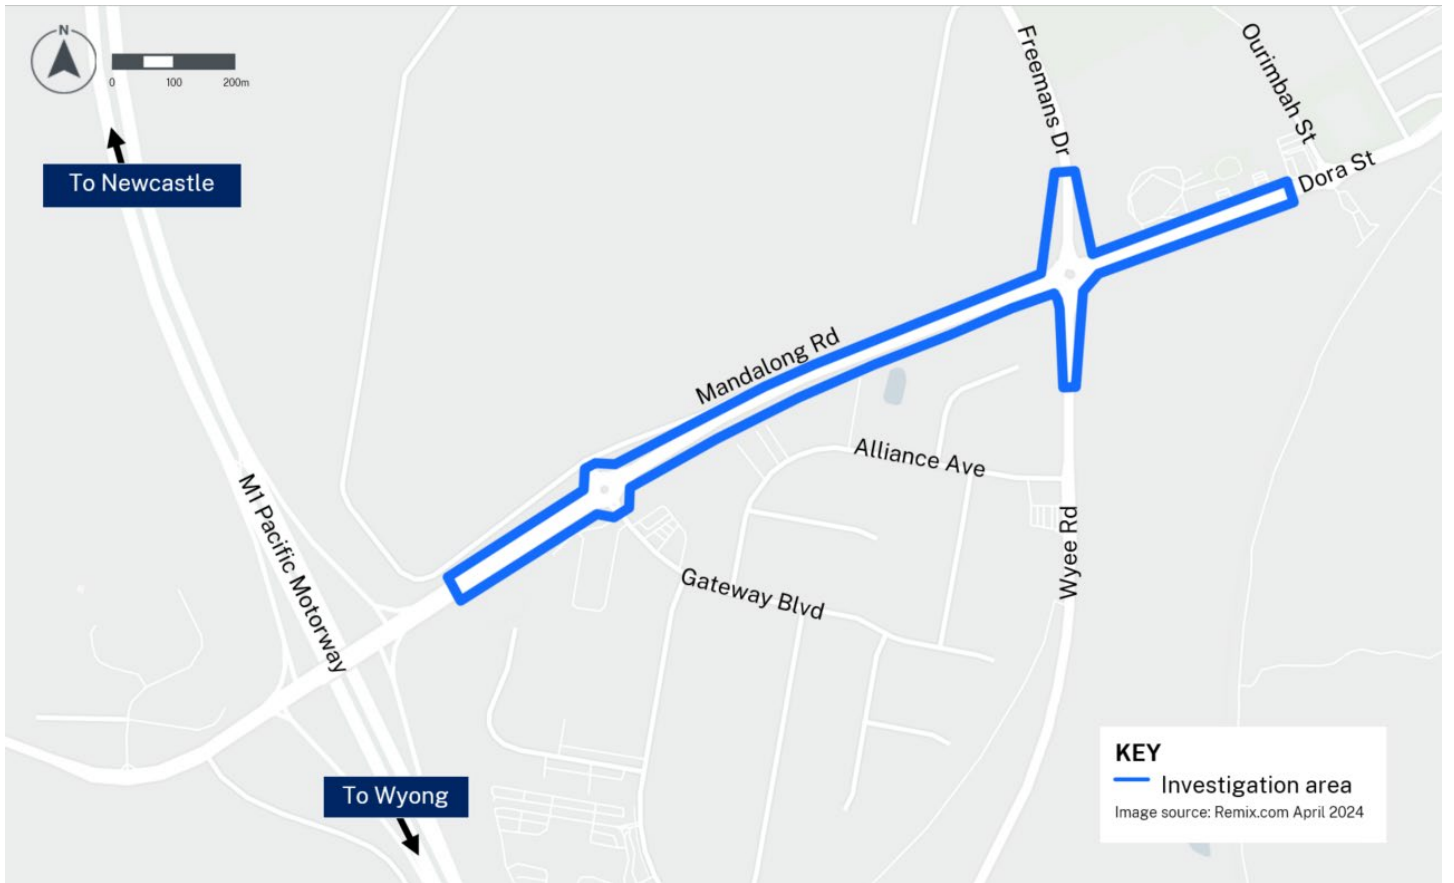 N
0 100 200m
To Newcastle
Freemans Dr
Ourimbah St
Dora St
Mandalong Rd
Alliance Ave
M1 Pacific Motorway
Wyee Rd
Gateway Blvd
To Wyong
KEY
Investigation area
Image source: Remix.com April 2024